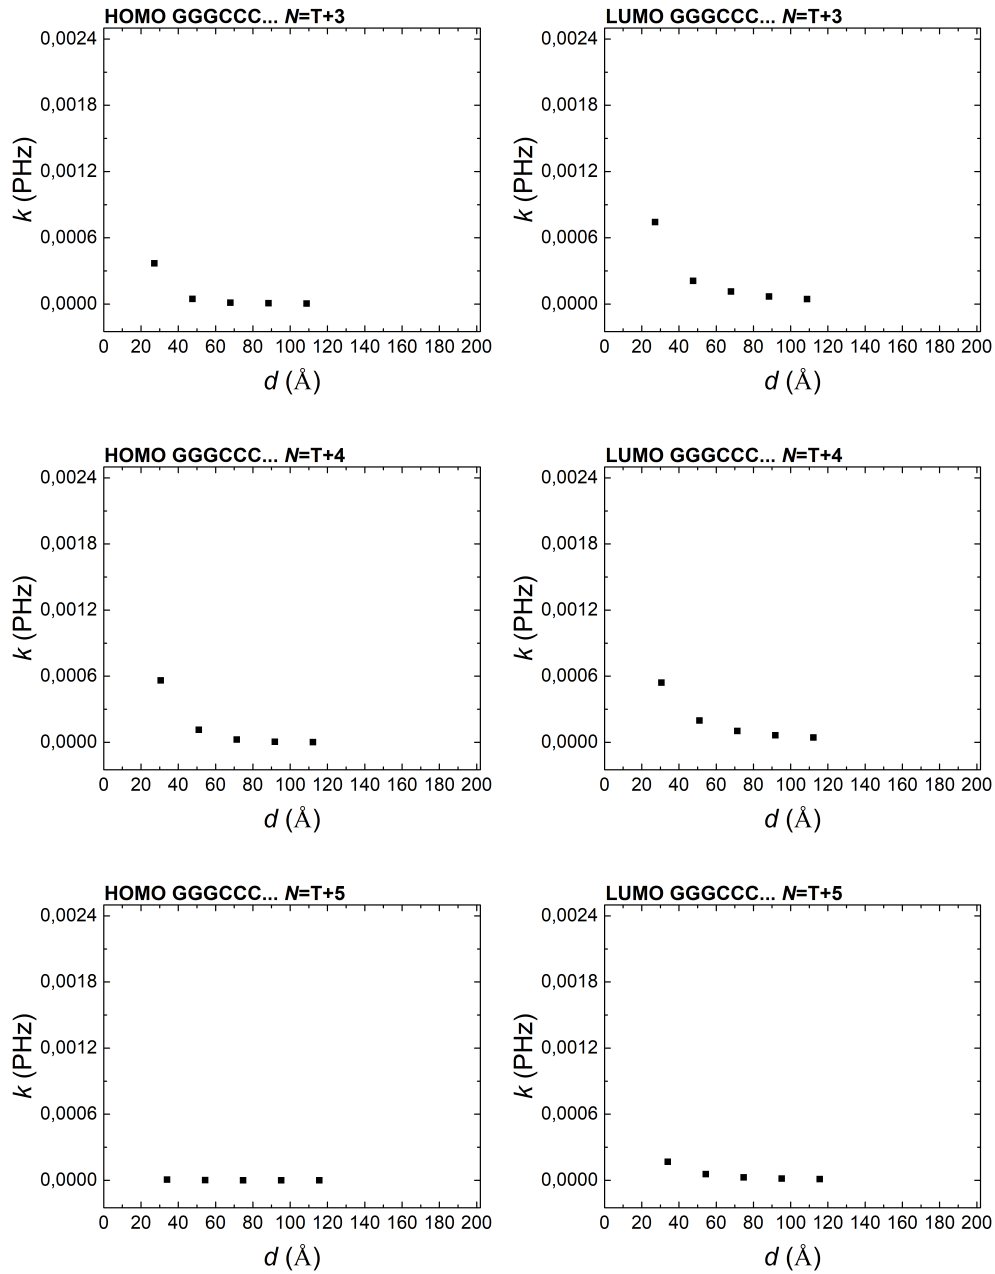 HOMO GGGCCC... N=T+3
0,0024
0,0018
0,0012
0,0006
0,0000
k (PHz)
0 20 40 60 80 100 120 140 160 180 200
d (Å)
LUMO GGGCCC... N=T+3
0,0024
0,0018
0,0012
0,0006
0,0000
k (PHz)
0 20 40 60 80 100 120 140 160 180 200
d (Å)
HOMO GGGCCC... N=T+4
0,0024
0,0018
0,0012
0,0006
0,0000
k (PHz)
0 20 40 60 80 100 120 140 160 180 200
d (Å)
LUMO GGGCCC... N=T+4
0,0024
0,0018
0,0012
0,0006
0,0000
k (PHz)
0 20 40 60 80 100 120 140 160 180 200
d (Å)
HOMO GGGCCC... N=T+5
0,0024
0,0018
0,0012
0,0006
0,0000
k (PHz)
0 20 40 60 80 100 120 140 160 180 200
d (Å)
LUMO GGGCCC... N=T+5
0,0024
0,0018
0,0012
0,0006
0,0000
k (PHz)
0 20 40 60 80 100 120 140 160 180 200
d (Å)